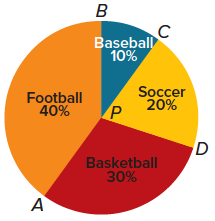 B
C
Baseball
10%
Soccer
20%
Football
40%
P
D
Basketball
30%
A